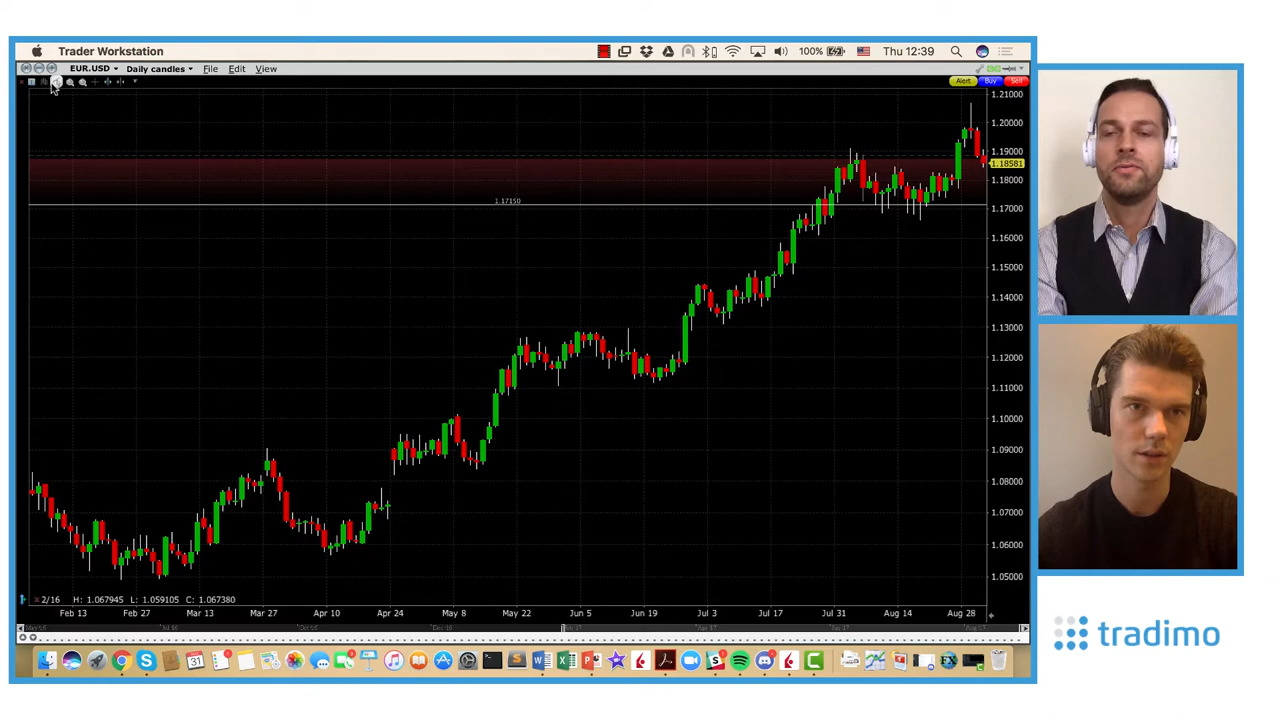 Trader Workstation
100%
Thu 12:39
EUR.USD
Daily candles
File
Edit
View
Alert
Buy
Sell
1.21000
1.20000
1.19000
1.18581
1.18000
1.17150
1.17000
1.16000
1.15000
1.14000
1.13000
1.12000
1.11000
1.10000
1.09000
1.08000
1.07000
1.06000
1.05000
2/16 H: 1.067945 L: 1.059105 C: 1.067380
Feb 13 Feb 27 Mar 13 Mar 27 Apr 10 Apr 24 May 8 May 22 Jun 5 Jun 19 Jul 3 Jul 17 Jul 31 Aug 14 Aug 28
FX
tradimo